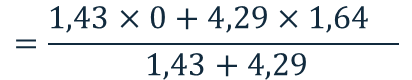 = 1,43 × 0 + 4,29 × 1,64
1,43 + 4,29